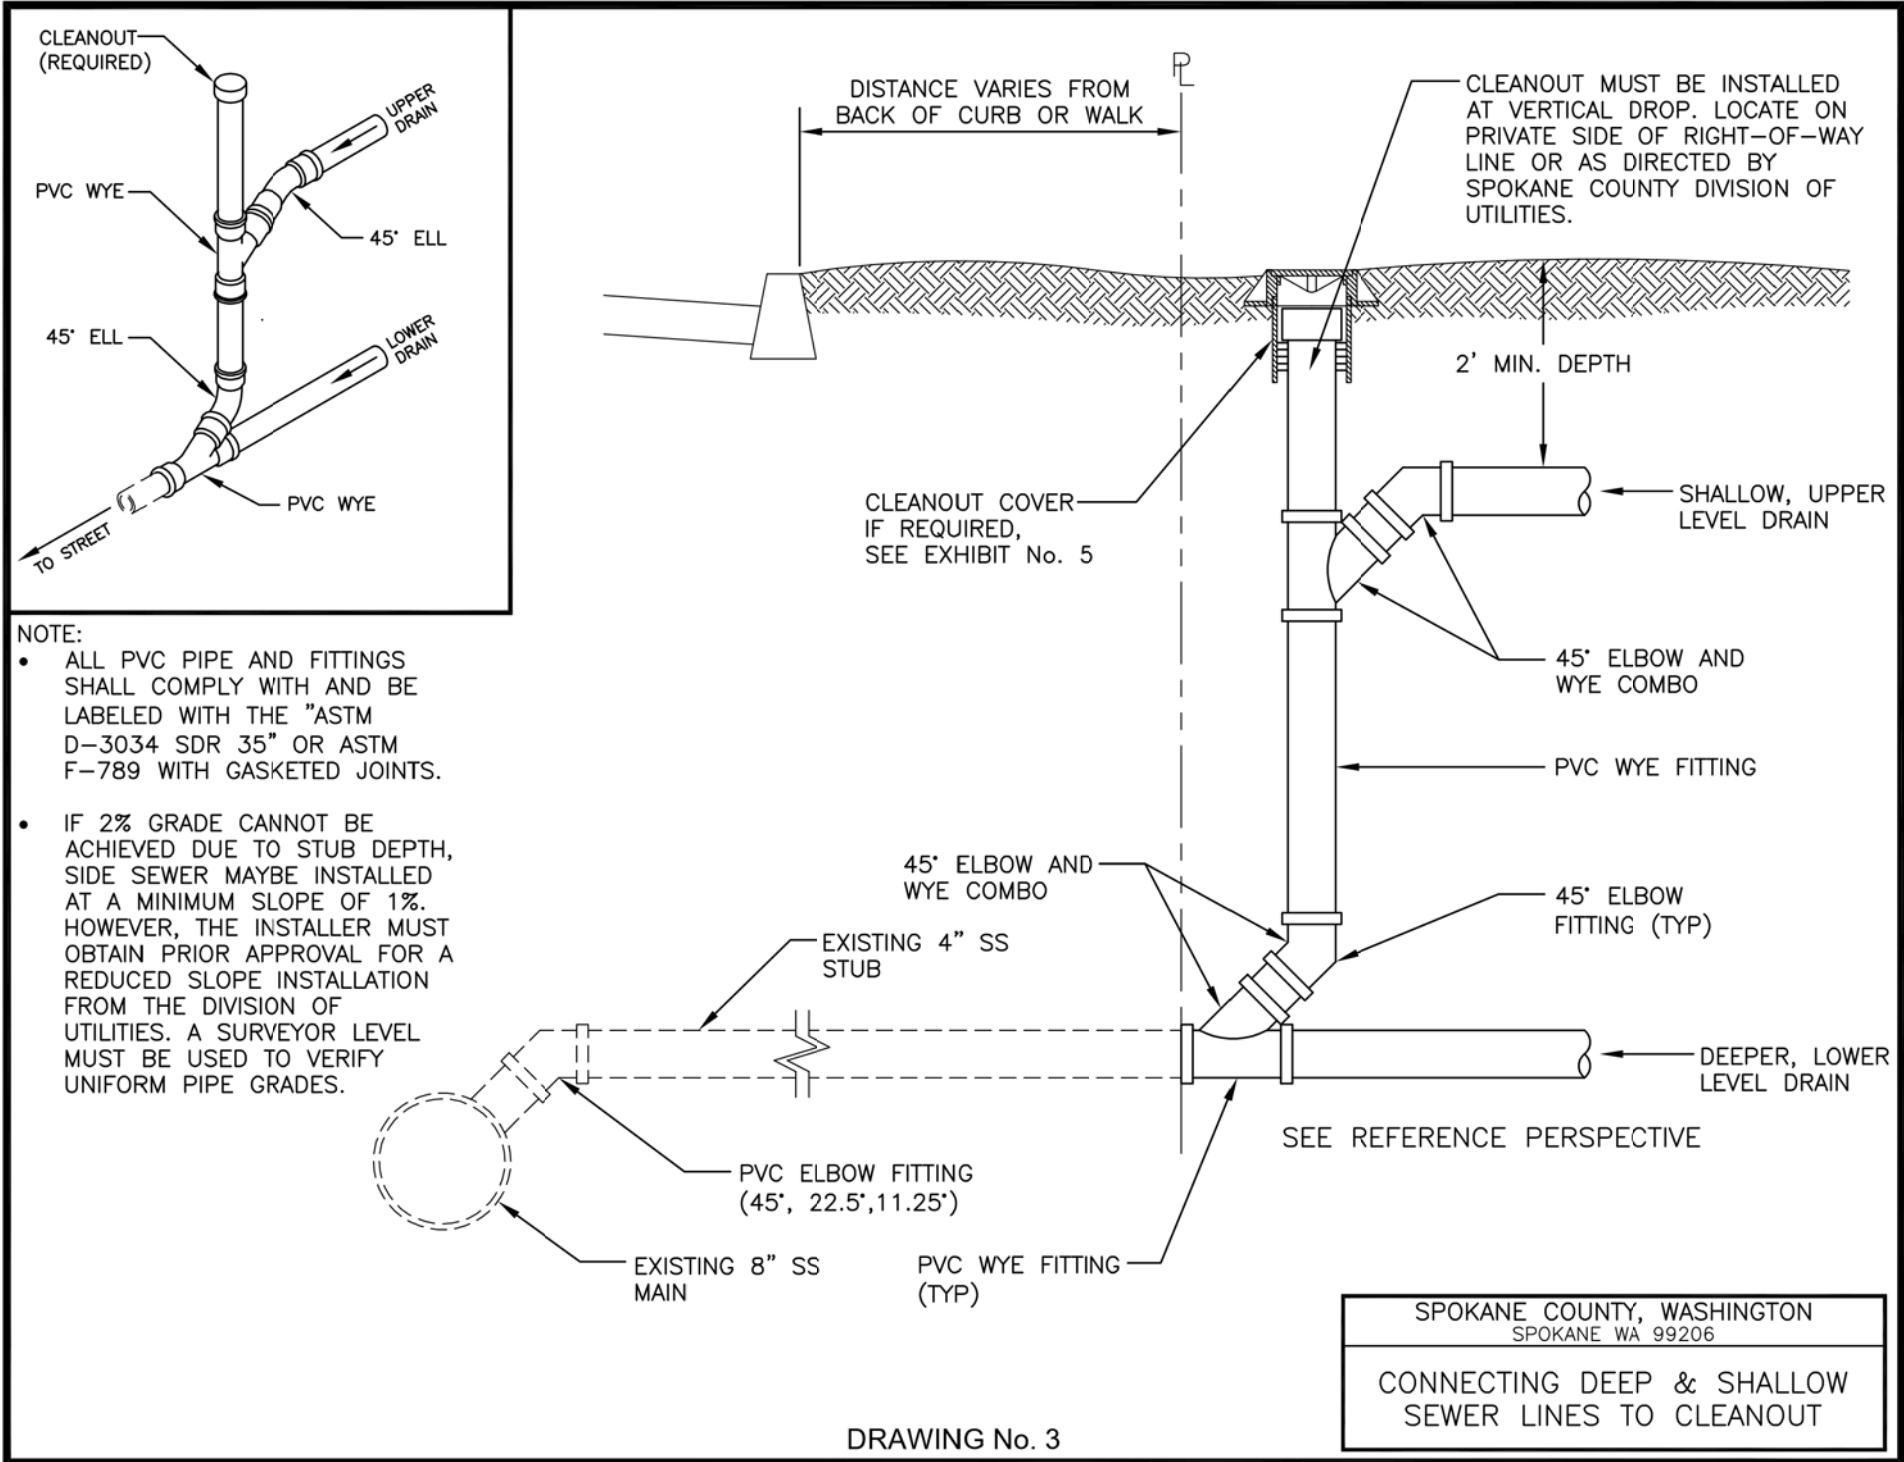 CLEANOUT
(REQUIRED)
UPPER
DRAIN
PVC WYE
45° ELL
45° ELL
LOWER
DRAIN
PVC WYE
TO STREET
NOTE:
• ALL PVC PIPE AND FITTINGS
SHALL COMPLY WITH AND BE
LABELED WITH THE "ASTM
D-3034 SDR 35" OR ASTM
F-789 WITH GASKETED JOINTS.
• IF 2% GRADE CANNOT BE
ACHIEVED DUE TO STUB DEPTH,
SIDE SEWER MAYBE INSTALLED
AT A MINIMUM SLOPE OF 1%.
HOWEVER, THE INSTALLER MUST
OBTAIN PRIOR APPROVAL FOR A
REDUCED SLOPE INSTALLATION
FROM THE DIVISION OF
UTILITIES. A SURVEYOR LEVEL
MUST BE USED TO VERIFY
UNIFORM PIPE GRADES.
DISTANCE VARIES FROM
BACK OF CURB OR WALK
PL
CLEANOUT MUST BE INSTALLED
AT VERTICAL DROP. LOCATE ON
PRIVATE SIDE OF RIGHT-OF-WAY
LINE OR AS DIRECTED BY
SPOKANE COUNTY DIVISION OF
UTILITIES.
2' MIN. DEPTH
CLEANOUT COVER
IF REQUIRED,
SEE EXHIBIT No. 5
SHALLOW, UPPER
LEVEL DRAIN
45° ELBOW AND
WYE COMBO
PVC WYE FITTING
45° ELBOW AND
WYE COMBO
45° ELBOW
FITTING (TYP)
EXISTING 4" SS
STUB
DEEPER, LOWER
LEVEL DRAIN
SEE REFERENCE PERSPECTIVE
PVC ELBOW FITTING
(45°, 22.5°,11.25°)
EXISTING 8" SS
MAIN
PVC WYE FITTING
(TYP)
SPOKANE COUNTY, WASHINGTON
SPOKANE WA 99206
CONNECTING DEEP & SHALLOW
SEWER LINES TO CLEANOUT
DRAWING No. 3